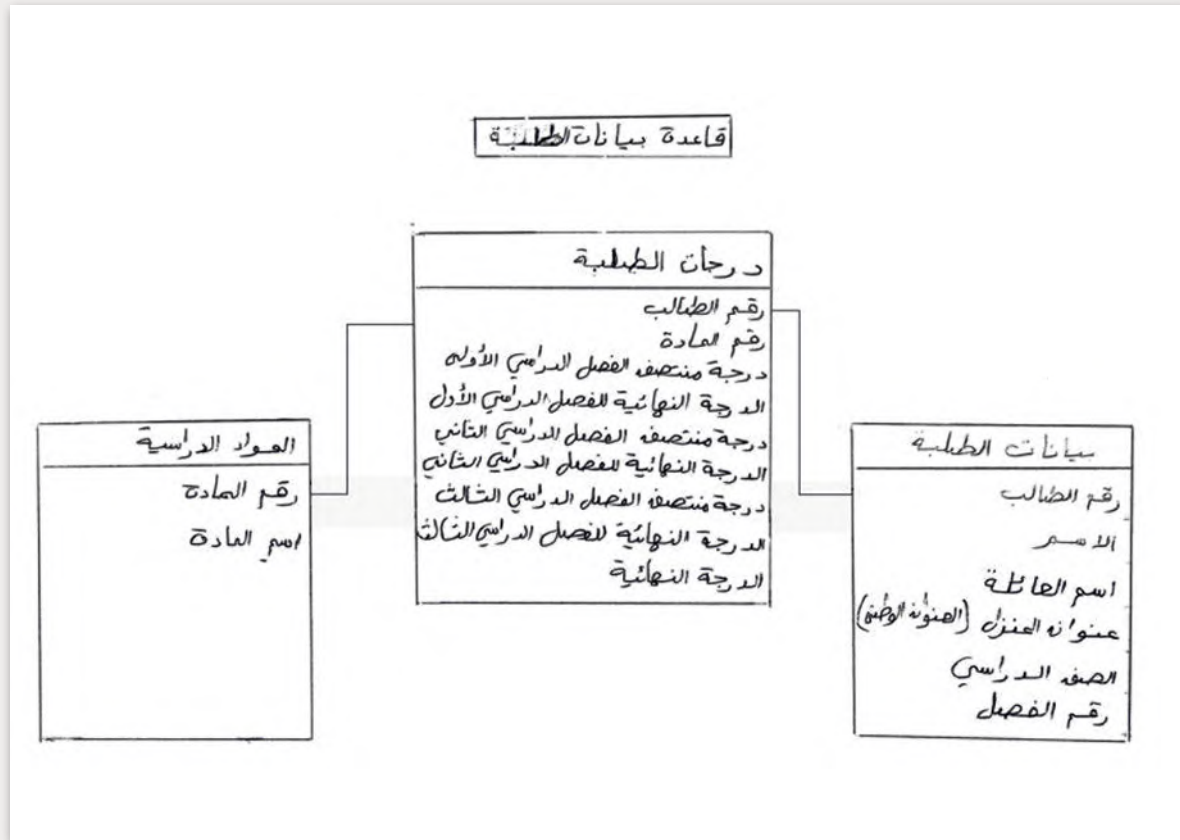 قاعدة بيانات الطلبة
درجات الطلبة
رقم الطالب
رقم المادة
درجة منتصف الفصل الدراسي الأول
الدرجة النهائية للفصل الدراسي الأول
درجة منتصف الفصل الدراسي الثاني
الدرجة النهائية للفصل الدراسي الثاني
درجة منتصف الفصل الدراسي الثالث
الدرجة النهائية للفصل الدراسي الثالث
الدرجة النهائية
بيانات الطلبة
رقم الطالب
الاسم
اسم العائلة
عنوان المنزل (العنوان الوطني)
الصف الدراسي
رقم الفصل
المواد الدراسية
رقم المادة
اسم المادة